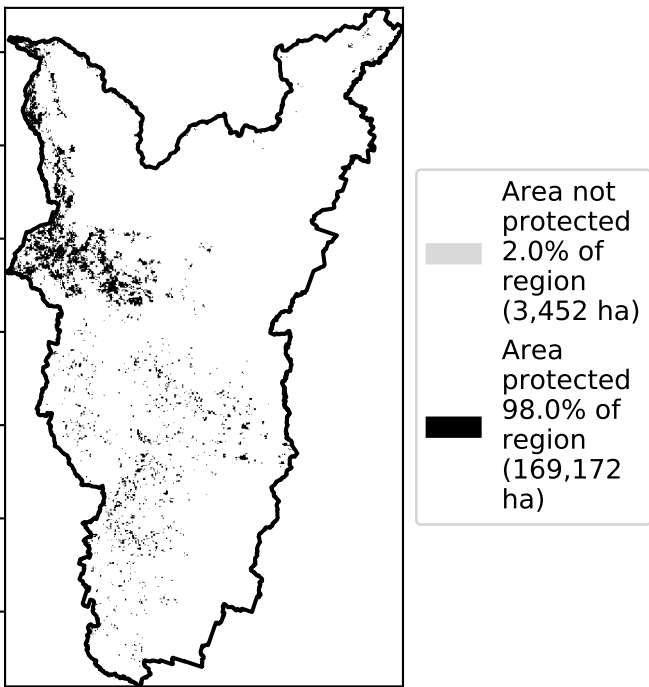 Area not
protected
2.0% of
region
(3,452 ha)
Area
protected
98.0% of
region
(169,172
ha)